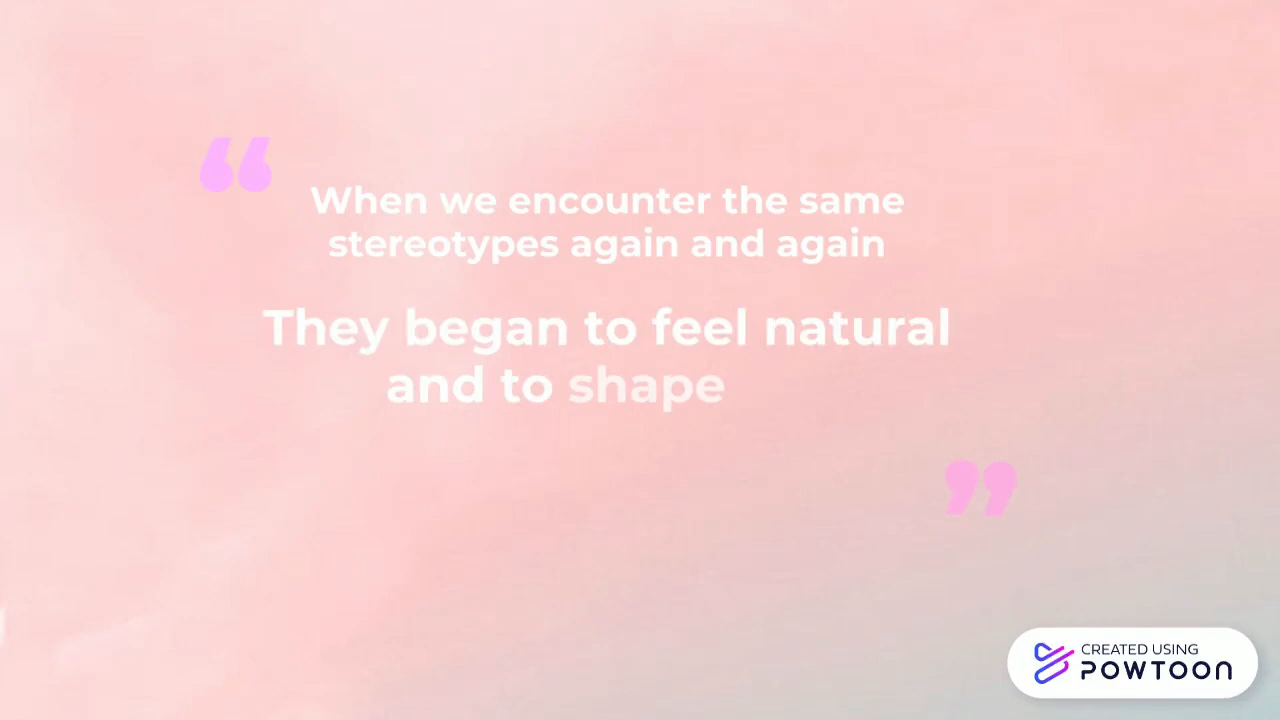 “
When we encounter the same
stereotypes again and again
They began to feel natural
and to shape
”
CREATED USING
POWTOON